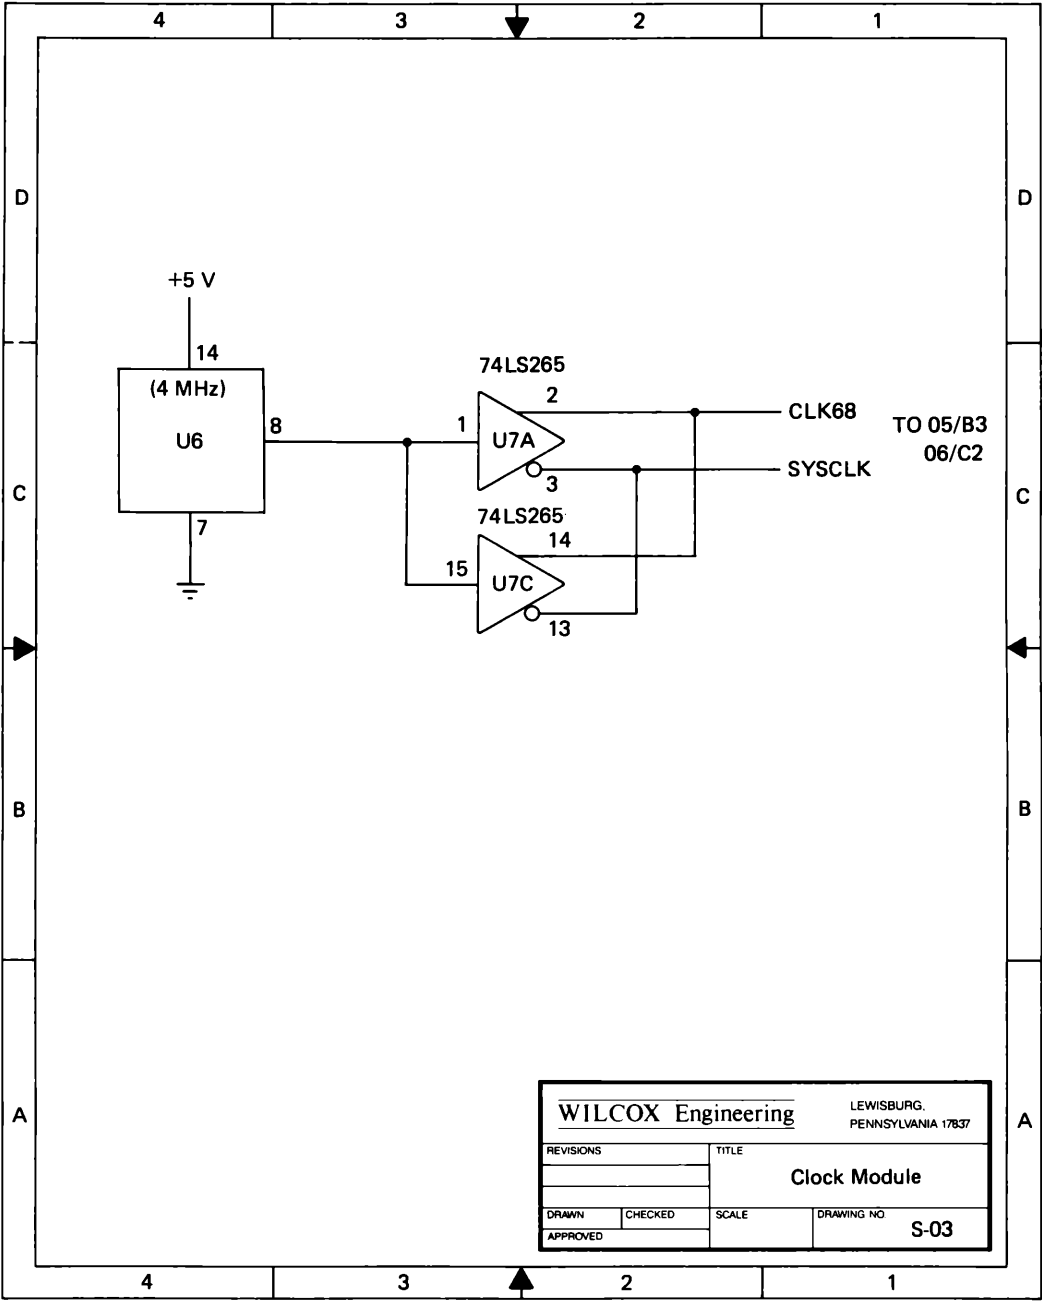 4 3 2 1
D D
+5 V
14
(4 MHz)
U6
8
7
74LS265
1
U7A
2
3
CLK68
SYSCLK
TO 05/B3
06/C2
C C
74LS265
15
U7C
14
13
B B
A A
WILCOX Engineering
LEWISBURG,
PENNSYLVANIA 17837
REVISIONS
TITLE
Clock Module
DRAWN
CHECKED
SCALE
DRAWING NO.
S-03
APPROVED
4 3 2 1